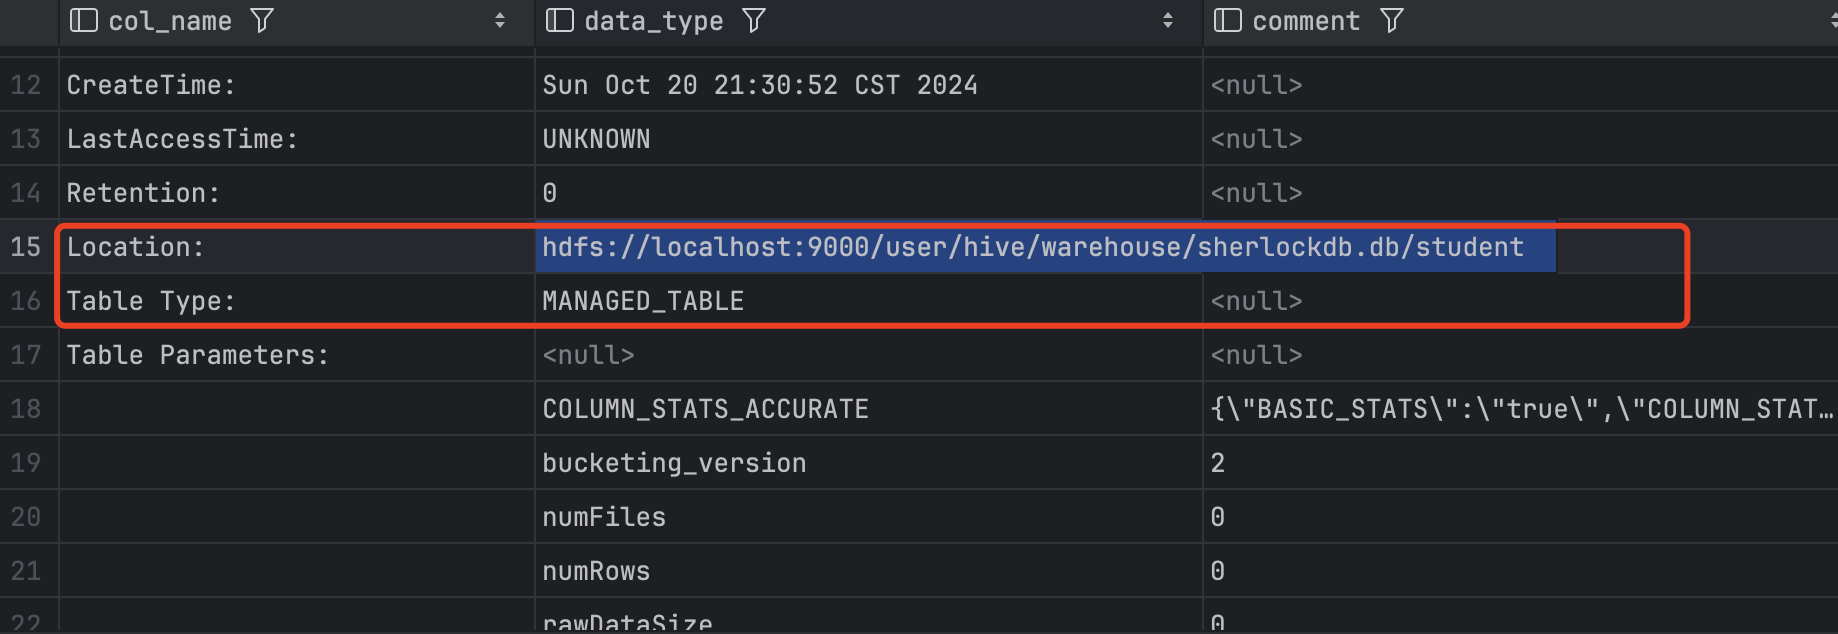 col_name data_type comment
12 CreateTime: Sun Oct 20 21:30:52 CST 2024 <null>
13 LastAccessTime: UNKNOWN <null>
14 Retention: 0 <null>
15 Location: hdfs://localhost:9000/user/hive/warehouse/sherlockdb.db/student
16 Table Type: MANAGED_TABLE <null>
17 Table Parameters: <null> <null>
18 COLUMN_STATS_ACCURATE {\"BASIC_STATS\":\"true\",\"COLUMN_STAT…
19 bucketing_version 2
20 numFiles 0
21 numRows 0
22 rawDataSize 0